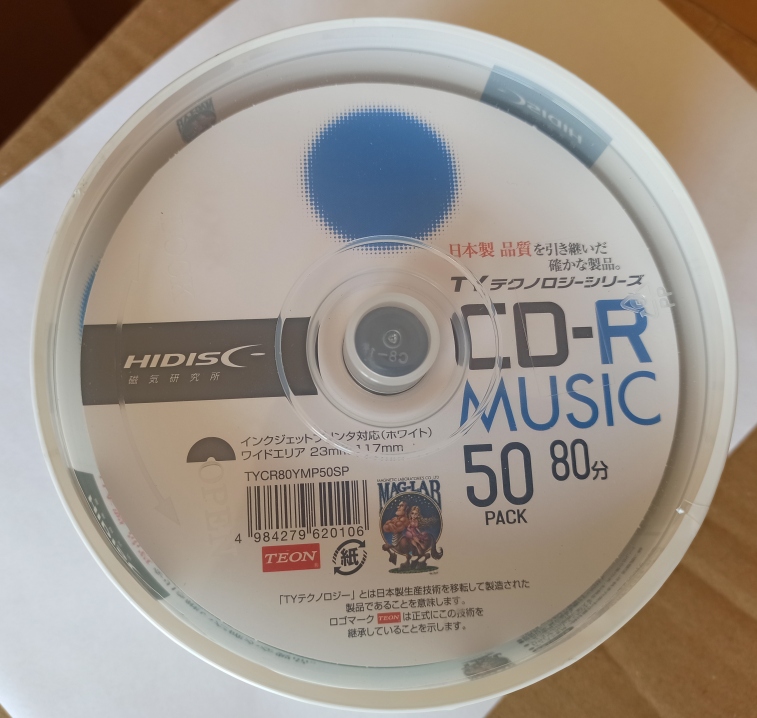 HIDISC
日本製 品質を引き継いだ
確かな製品。
TYテクノロジーシリーズ
CD-R
MUSIC
50
PACK
80分
HIDISC
磁気研究所
インクジェットプリンタ対応(ホワイト)
ワイドエリア 23mm 117mm
TYCR80YMP50SP
4 984279 620106
TEON
紙
MAGNETIC LABORATORIES CO.,LTD
MAG-LAB
「TYテクノロジー」とは日本製生産技術を移転して製造された
製品であることを意味します。
ロゴマーク TEON は正式にこの技術を
継承していることを示します。
OPEN